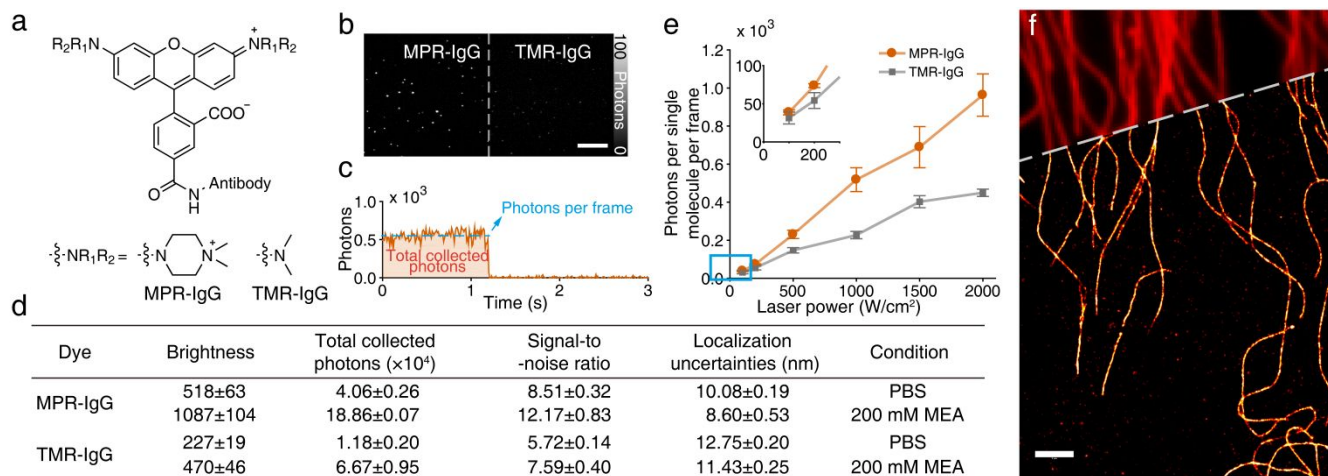 a
R₂R₁N
O
+
NR₁R₂
COO⁻
O
N
H
Antibody
-NR₁R₂ =
N
N
+
N
MPR-IgG
TMR-IgG
b
MPR-IgG
TMR-IgG
100
Photons
0
c
× 10³
1.0
0.5
0
Photons
Photons per frame
Total collected
photons
0 1 2 3
Time (s)
e
× 10³
1.2
1.0
0.8
0.6
0.4
0.2
0.0
Photons per single
molecule per frame
MPR-IgG
TMR-IgG
100
50
0
0 200
0 500 1000 1500 2000
Laser power (W/cm²)
f
d
Dye Brightness Total collected photons (×10⁴) Signal-to -noise ratio Localization uncertainties (nm) Condition
MPR-IgG 518±63 4.06±0.26 8.51±0.32 10.08±0.19 PBS
1087±104 18.86±0.07 12.17±0.83 8.60±0.53 200 mM MEA
TMR-IgG 227±19 1.18±0.20 5.72±0.14 12.75±0.20 PBS
470±46 6.67±0.95 7.59±0.40 11.43±0.25 200 mM MEA